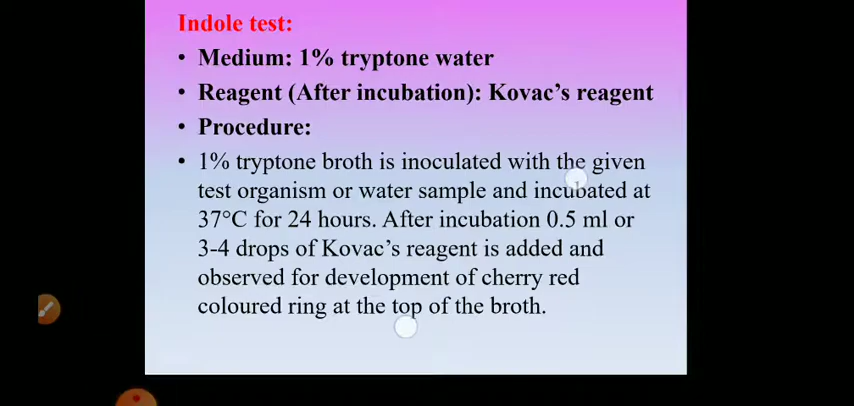 Indole test:
• Medium: 1% tryptone water
• Reagent (After incubation): Kovac’s reagent
• Procedure:
• 1% tryptone broth is inoculated with the given
test organism or water sample and incubated at
37°C for 24 hours. After incubation 0.5 ml or
3-4 drops of Kovac’s reagent is added and
observed for development of cherry red
coloured ring at the top of the broth.